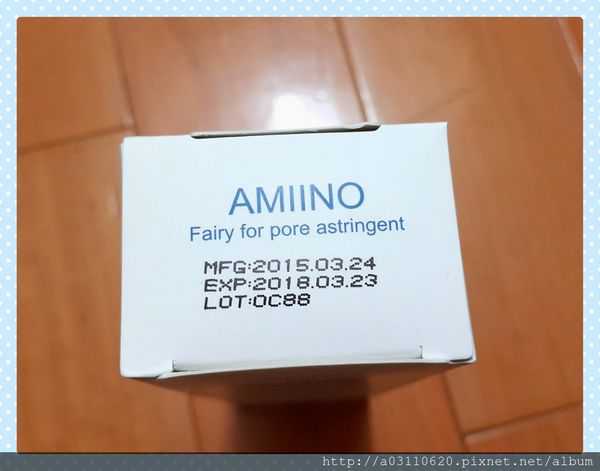 AMIINO
Fairy for pore astringent
MFG:2015.03.24
EXP:2018.03.23
LOT:0C88
http://a03110620.pixnet.net/album